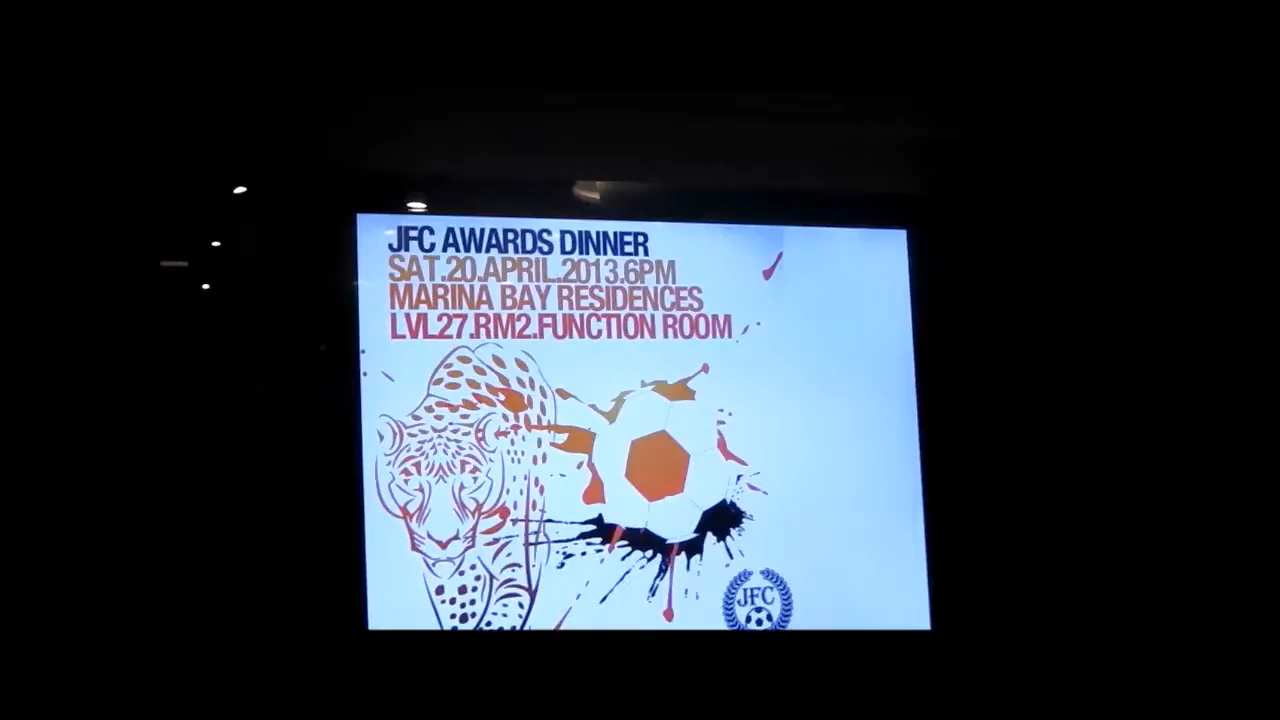 JFC AWARDS DINNER
SAT.20.APRIL.2013.6PM
MARINA BAY RESIDENCES
LVL27.RM2.FUNCTION ROOM
JFC